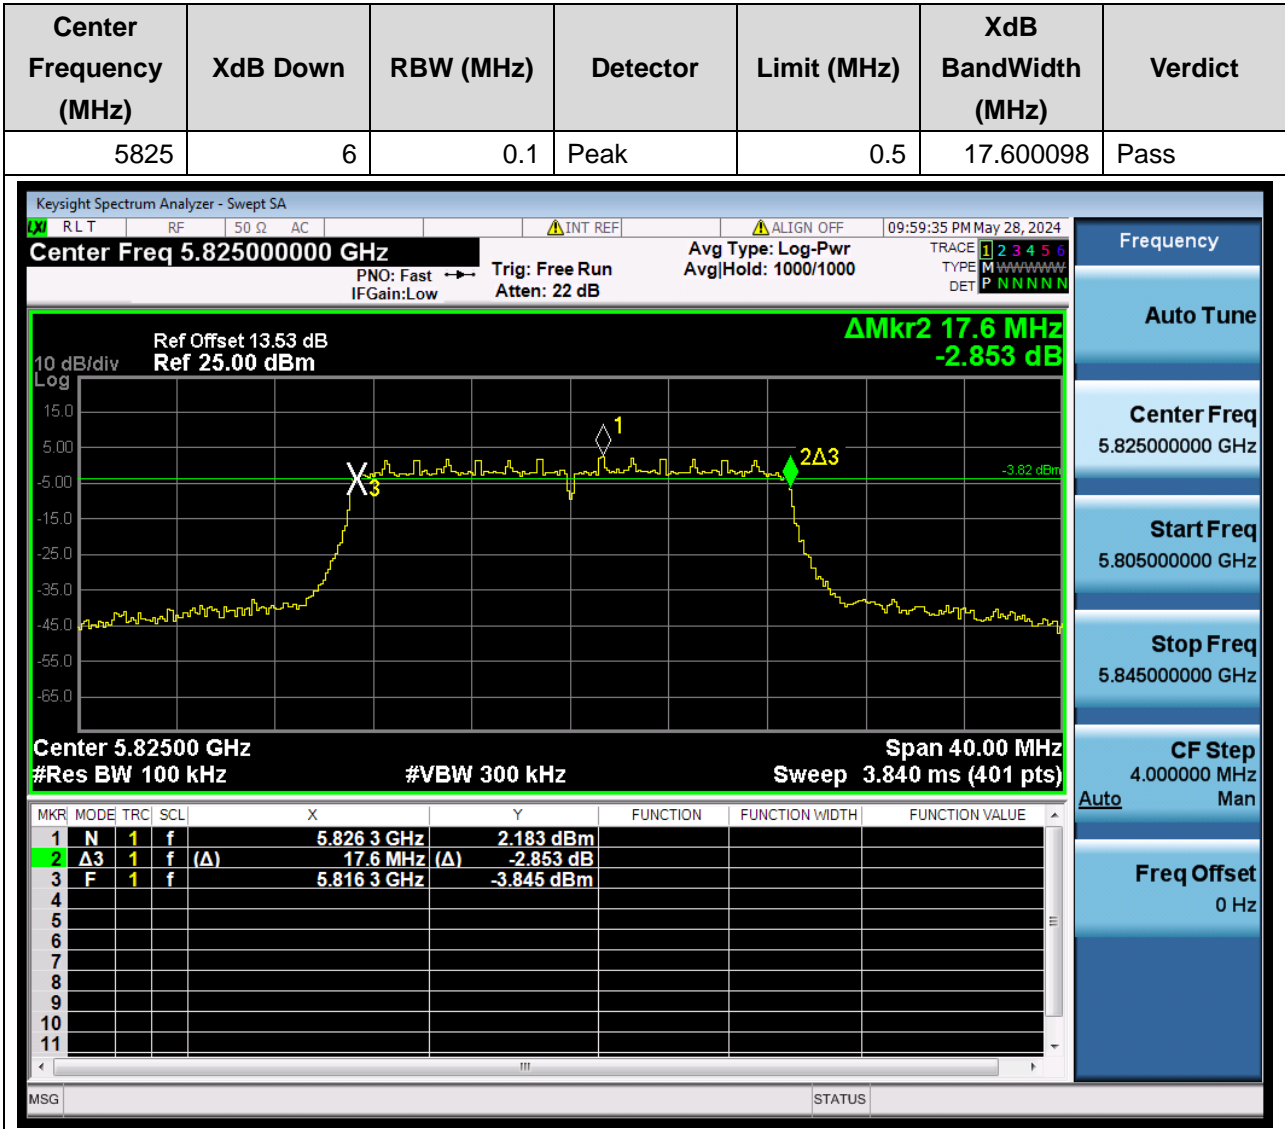 Center Frequency (MHz) XdB Down RBW (MHz) Detector Limit (MHz) XdB BandWidth (MHz) Verdict
5825 6 0.1 Peak 0.5 17.600098 Pass
Keysight Spectrum Analyzer - Swept SA
LXI RLT RF 50 Ω AC INT REF ALIGN OFF 09:59:35 PM May 28, 2024
Center Freq 5.825000000 GHz
PNO: Fast
IFGain:Low
Trig: Free Run
Atten: 22 dB
Avg Type: Log-Pwr
Avg|Hold: 1000/1000
TRACE 1 2 3 4 5 6
TYPE M WWWWW
DET P N N N N N
ΔMkr2 17.6 MHz
-2.853 dB
Ref Offset 13.53 dB
10 dB/div Ref 25.00 dBm
Log
15.0
5.00
-5.00
-15.0
-25.0
-35.0
-45.0
-55.0
-65.0
1
2Δ3
3
-3.82 dBm
Center 5.82500 GHz Span 40.00 MHz
#Res BW 100 kHz #VBW 300 kHz Sweep 3.840 ms (401 pts)
MKR MODE TRC SCL X Y FUNCTION FUNCTION WIDTH FUNCTION VALUE
1 N 1 f 5.826 3 GHz 2.183 dBm
2 Δ3 1 f (Δ) 17.6 MHz (Δ) -2.853 dB
3 F 1 f 5.816 3 GHz -3.845 dBm
4
5
6
7
8
9
10
11
MSG STATUS
Frequency
Auto Tune
Center Freq
5.825000000 GHz
Start Freq
5.805000000 GHz
Stop Freq
5.845000000 GHz
CF Step
4.000000 MHz
Auto Man
Freq Offset
0 Hz